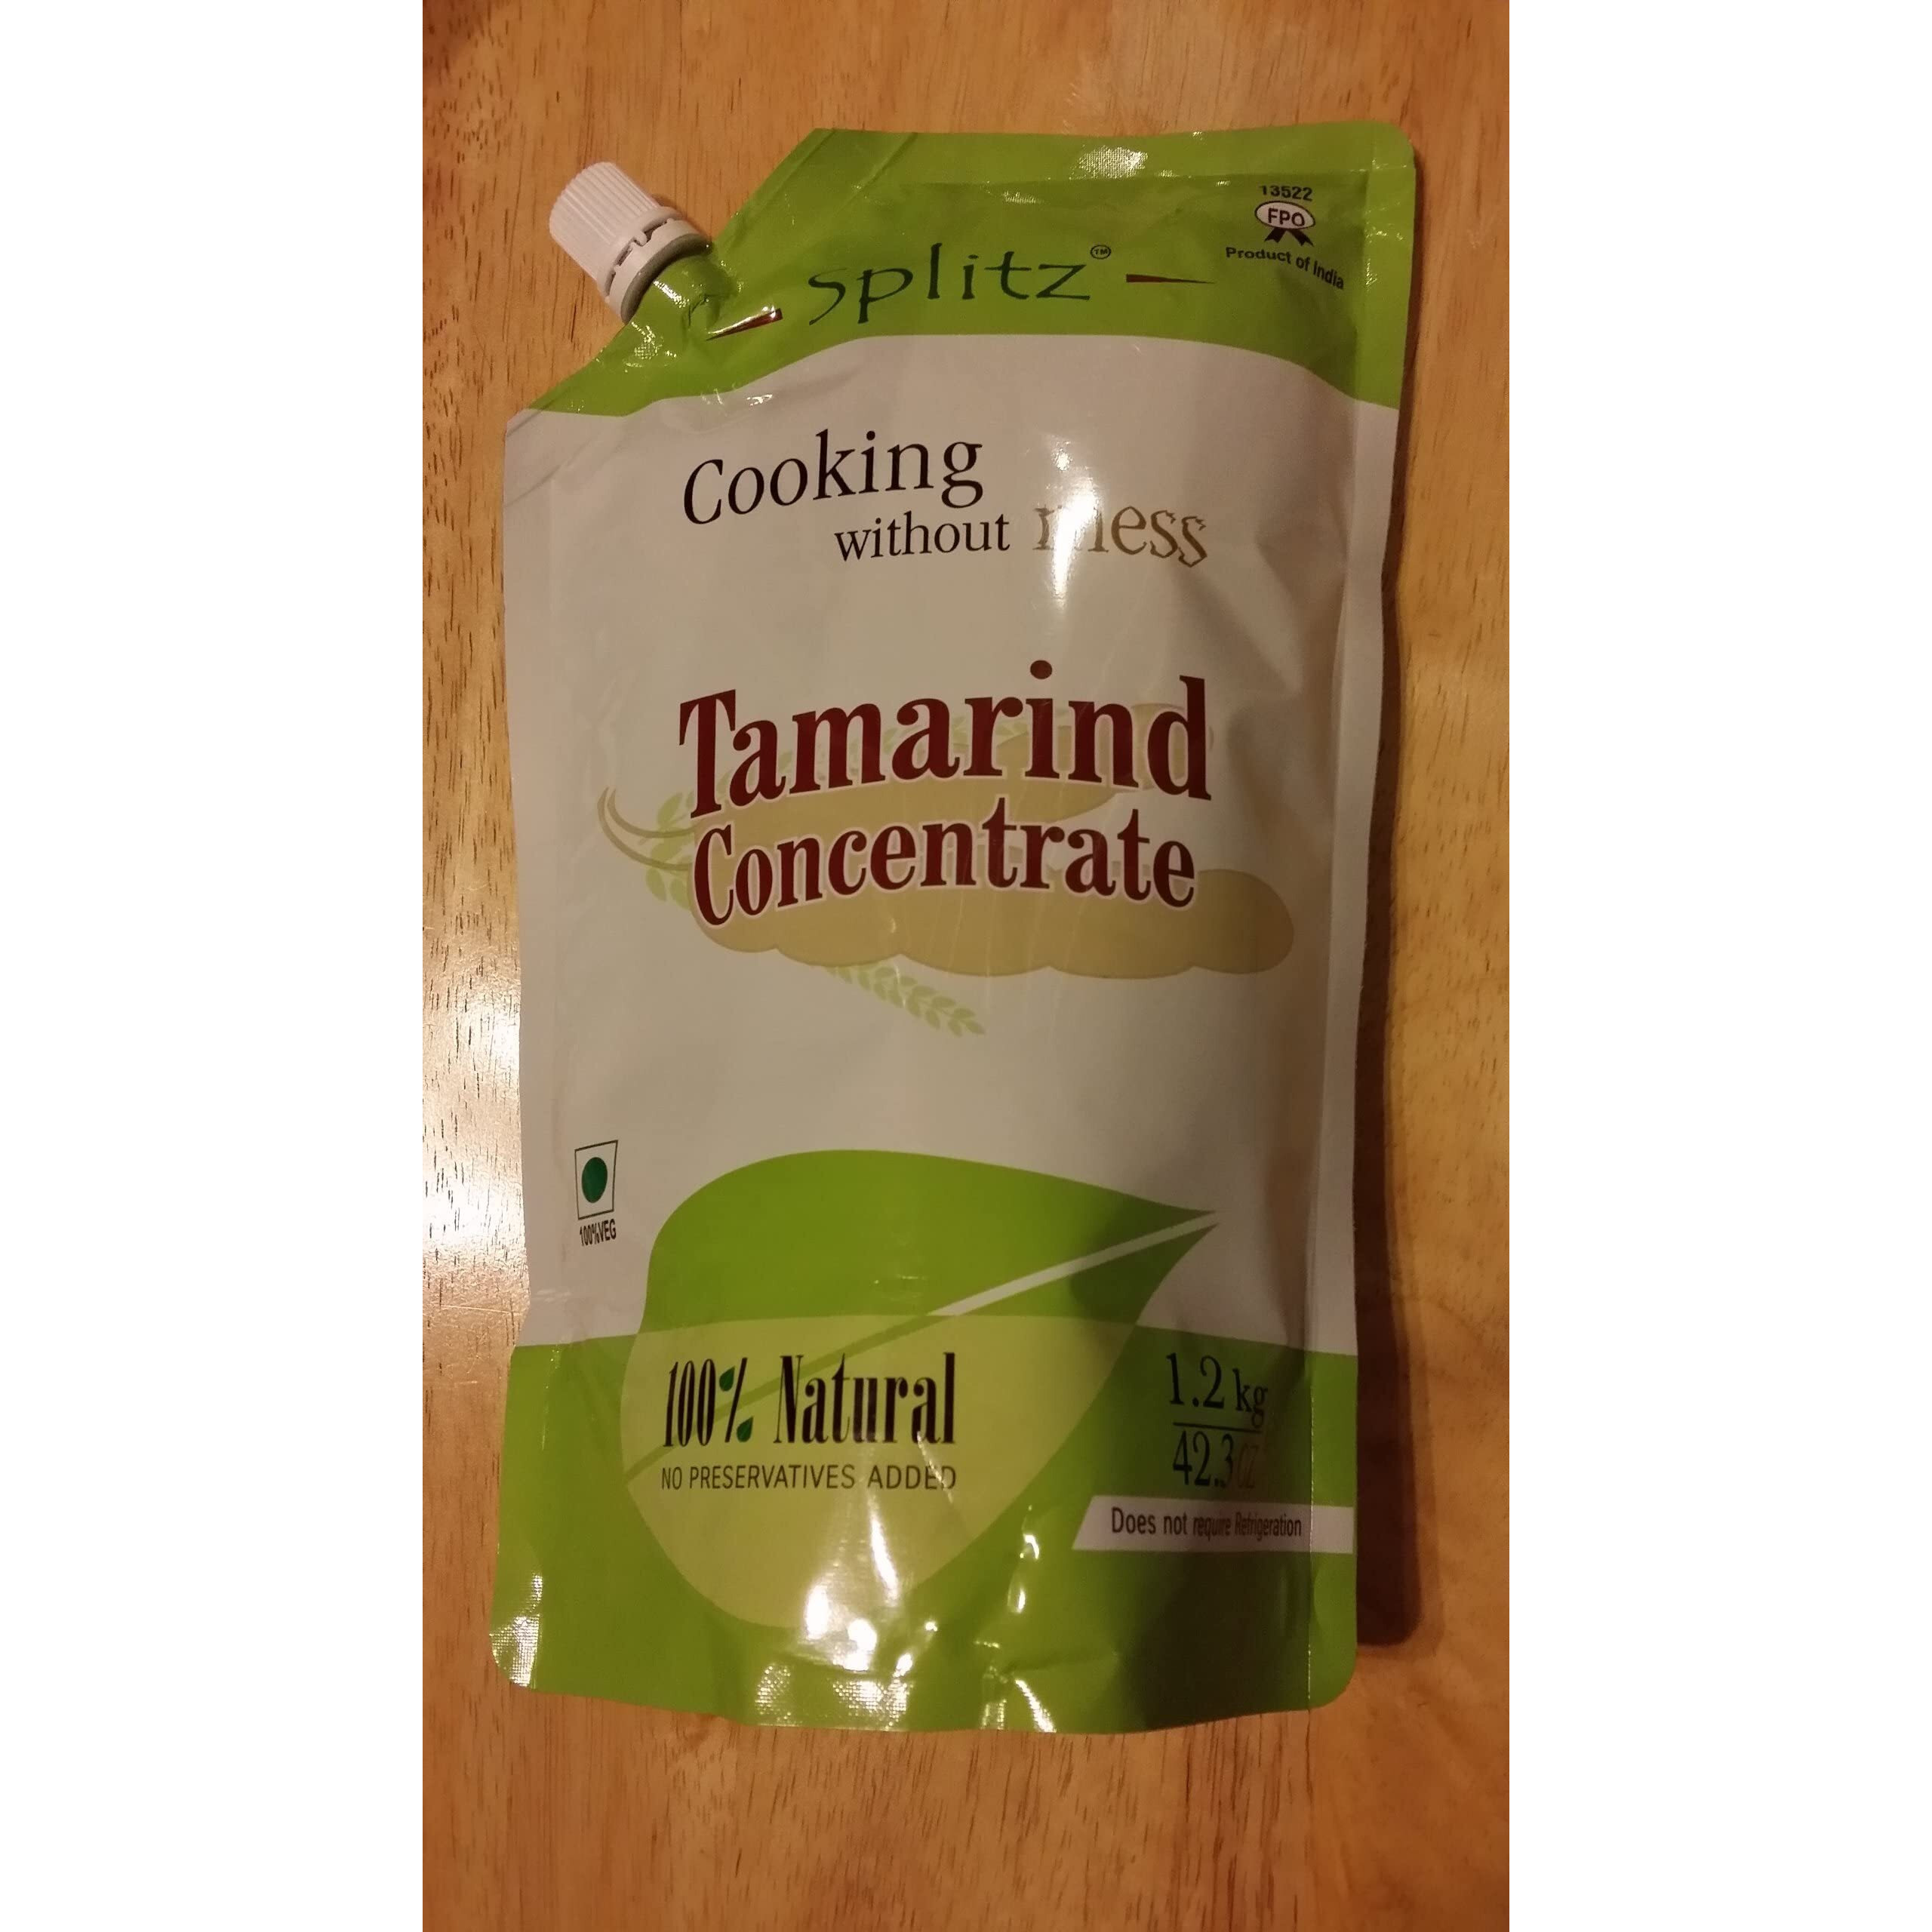 13522
FPO
Product of India
splitz™
Cooking
without mess
Tamarind
Concentrate
100%VEG
100% Natural
NO PRESERVATIVES ADDED
1.2 kg
42.3 oz
Does not require Refrigeration